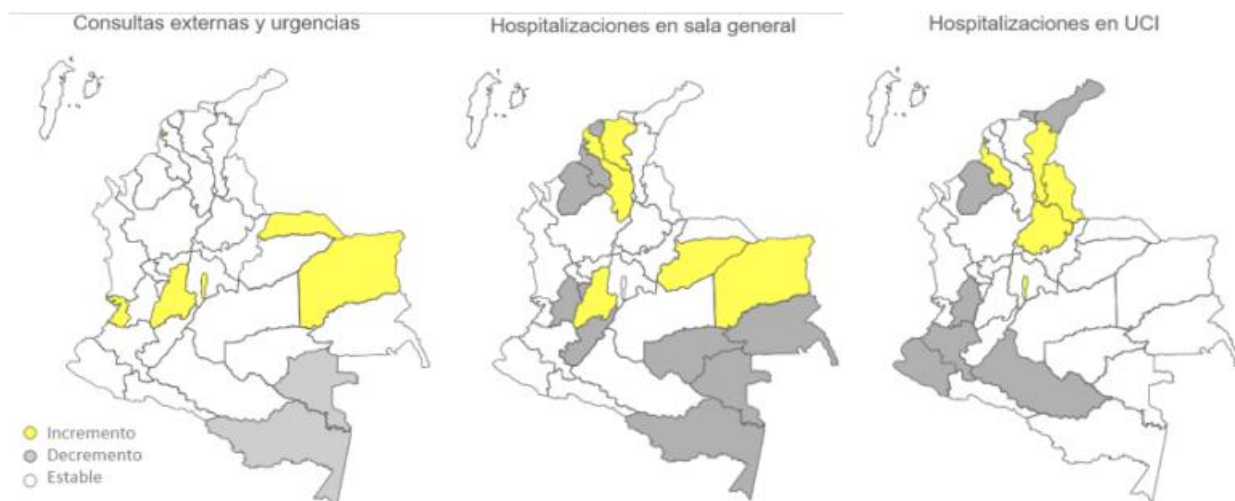 Consultas externas y urgencias
Hospitalizaciones en sala general
Hospitalizaciones en UCI
Incremento
Decremento
Estable